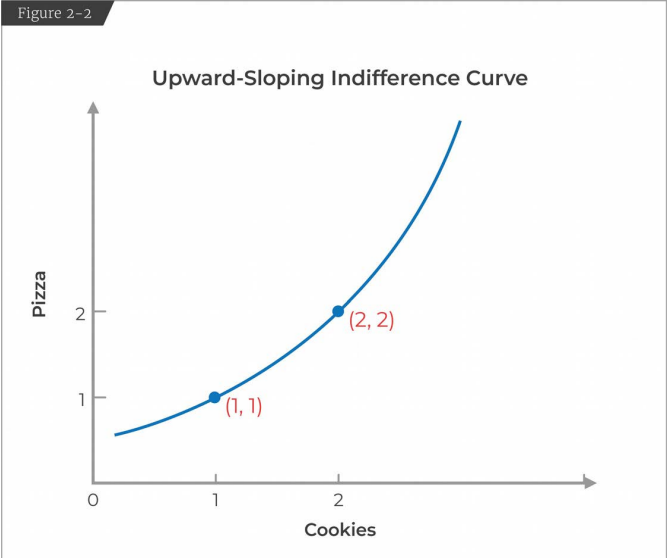 Figure 2-2
Upward-Sloping Indifference Curve
Pizza
2
(2, 2)
1
(1, 1)
0
1
2
Cookies